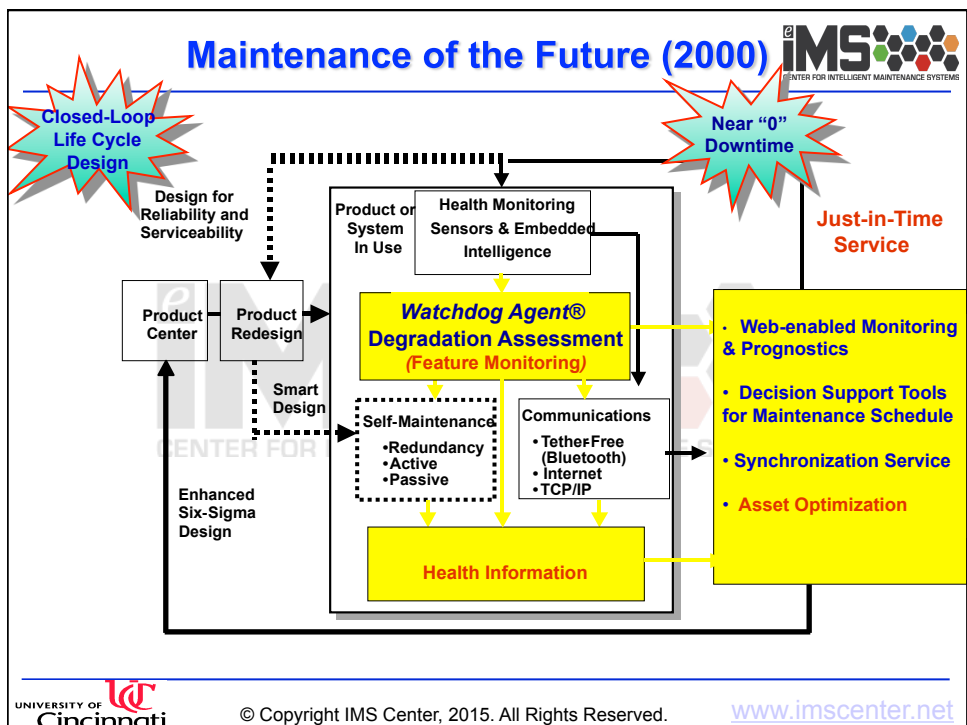 Maintenance of the Future (2000)
e
iMS
CENTER FOR INTELLIGENT MAINTENANCE SYSTEMS
Closed-Loop
Life Cycle
Design
Near “0”
Downtime
Design for
Reliability and
Serviceability
Product or
System
In Use
Health Monitoring
Sensors & Embedded
Intelligence
Just-in-Time
Service
Product
Center
Product
Redesign
Watchdog Agent®
Degradation Assessment
(Feature Monitoring)
• Web-enabled Monitoring
& Prognostics
• Decision Support Tools
for Maintenance Schedule
• Synchronization Service
• Asset Optimization
Smart
Design
Self-Maintenance
•Redundancy
•Active
•Passive
Communications
•Tether-Free
(Bluetooth)
• Internet
•TCP/IP
Enhanced
Six-Sigma
Design
Health Information
UNIVERSITY OF
UC
Cincinnati
© Copyright IMS Center, 2015. All Rights Reserved.
www.imscenter.net